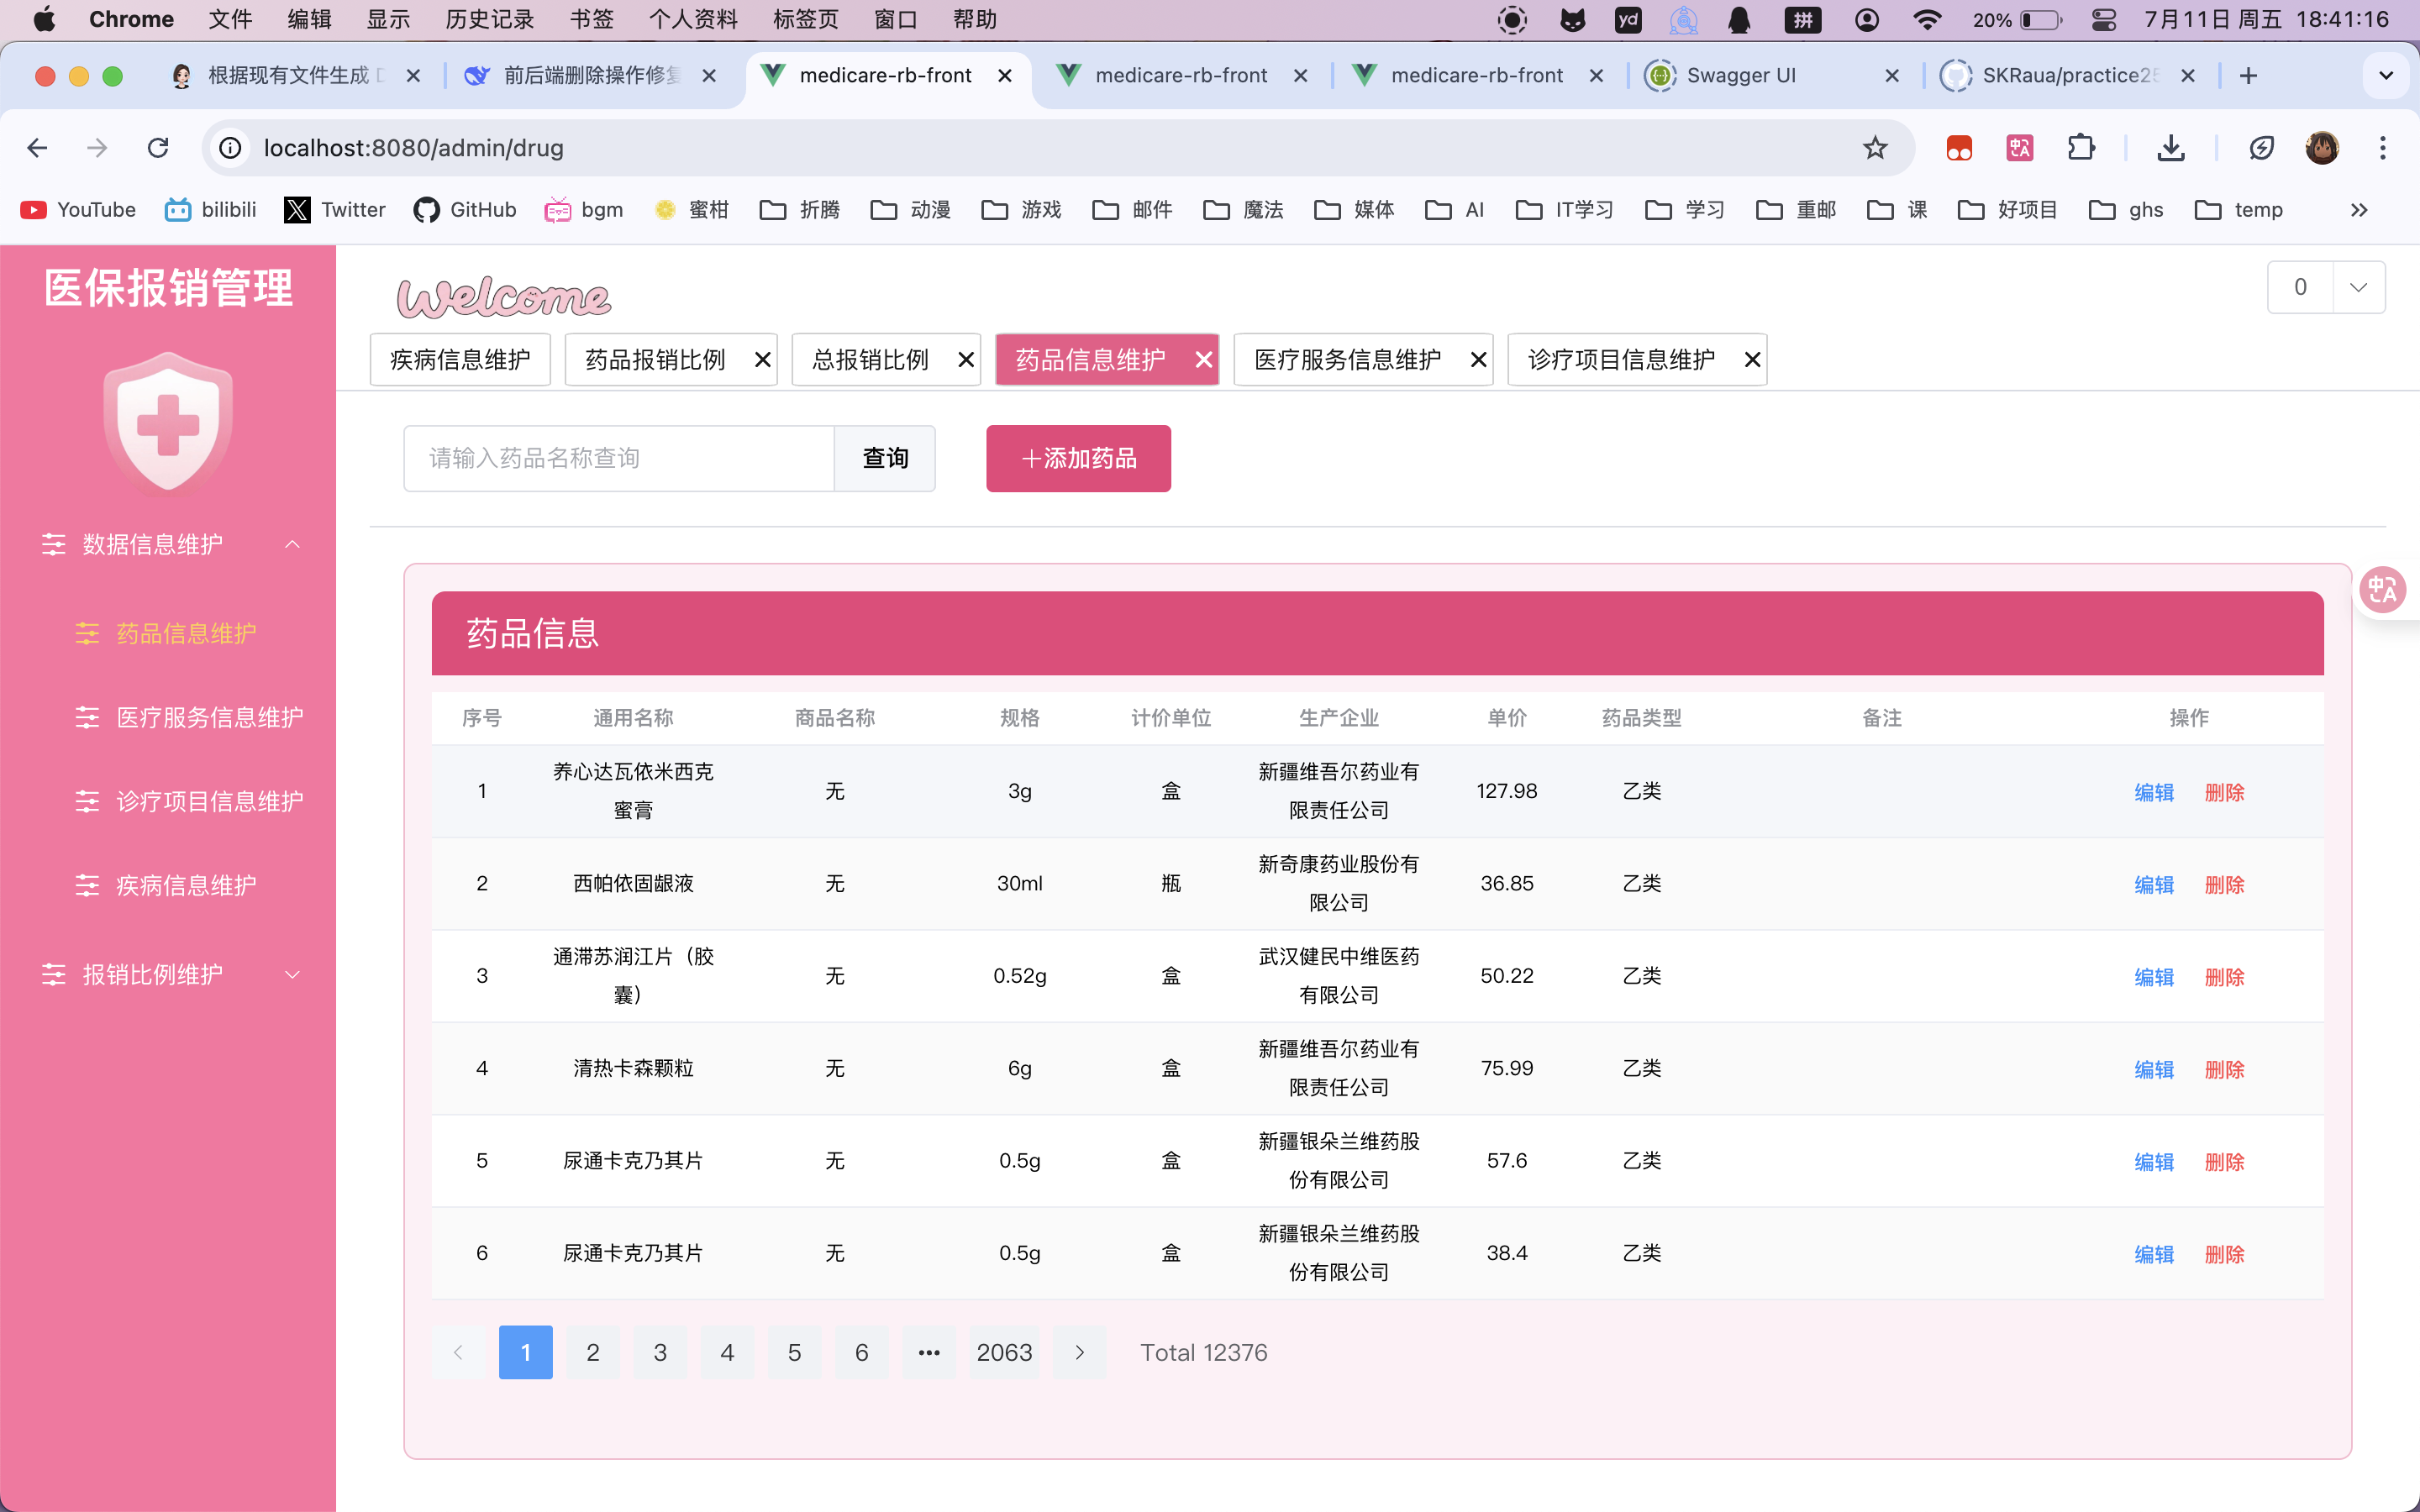 Chrome 文件 编辑 显示 历史记录 书签 个人资料 标签页 窗口 帮助 yd 拼 20% 7月11日 周五 18:41:16
根据现有文件生成 前后端删除操作修复 medicare-rb-front medicare-rb-front medicare-rb-front Swagger UI SKRaua/practice25
localhost:8080/admin/drug
YouTube bilibili Twitter GitHub bgm 蜜柑 折腾 动漫 游戏 邮件 魔法 媒体 AI IT学习 学习 重邮 课 好项目 ghs temp
医保报销管理
Welcome
0
疾病信息维护 药品报销比例 总报销比例 药品信息维护 医疗服务信息维护 诊疗项目信息维护
请输入药品名称查询 查询 +添加药品
数据信息维护
药品信息维护
医疗服务信息维护
诊疗项目信息维护
疾病信息维护
报销比例维护
药品信息
序号 通用名称 商品名称 规格 计价单位 生产企业 单价 药品类型 备注 操作
1 养心达瓦依米西克蜜膏 无 3g 盒 新疆维吾尔药业有限责任公司 127.98 乙类 编辑 删除
2 西帕依固龈液 无 30ml 瓶 新奇康药业股份有限公司 36.85 乙类 编辑 删除
3 通滞苏润江片（胶囊） 无 0.52g 盒 武汉健民中维医药有限公司 50.22 乙类 编辑 删除
4 清热卡森颗粒 无 6g 盒 新疆维吾尔药业有限责任公司 75.99 乙类 编辑 删除
5 尿通卡克乃其片 无 0.5g 盒 新疆银朵兰维药股份有限公司 57.6 乙类 编辑 删除
6 尿通卡克乃其片 无 0.5g 盒 新疆银朵兰维药股份有限公司 38.4 乙类 编辑 删除
1 2 3 4 5 6 ••• 2063 Total 12376